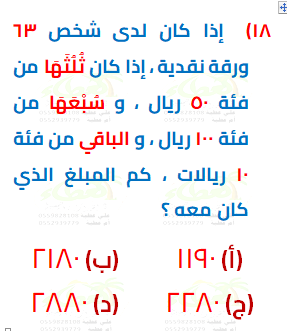 ١٨) إذا كان لدى شخص ٦٣
ورقة نقدية ، إذا كان ثُلُثَهَا من
فئة ٥٠ ريال ، و سُبْعَهَا من
فئة ١٠٠ ريال ، و الباقي من فئة
١٠ ريالات ، كم المبلغ الذي
كان معه ؟
(أ) ١١٩٠ (ب) ٢١٨٠
(ج) ٢٢٨٠ (د) ٢٨٨٠